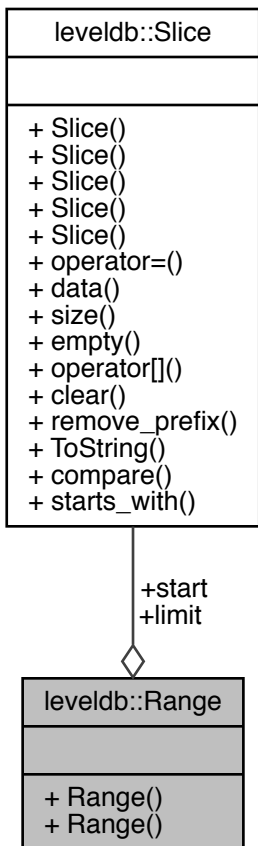 leveldb::Slice
+ Slice()
+ Slice()
+ Slice()
+ Slice()
+ Slice()
+ operator=()
+ data()
+ size()
+ empty()
+ operator[]()
+ clear()
+ remove_prefix()
+ ToString()
+ compare()
+ starts_with()
+start
+limit
leveldb::Range
+ Range()
+ Range()